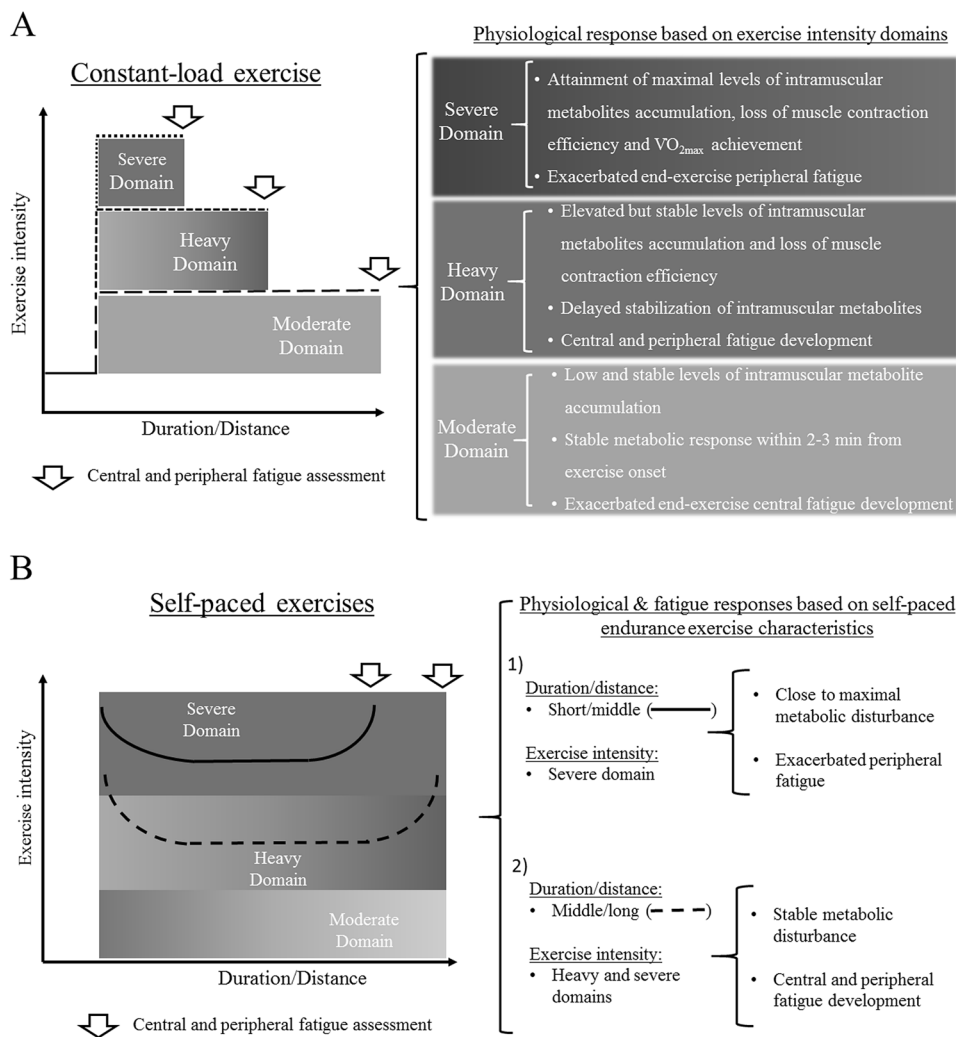 A
Constant-load exercise
Exercise intensity
Severe
Domain
Heavy
Domain
Moderate
Domain
Duration/Distance
Central and peripheral fatigue assessment
Physiological response based on exercise intensity domains
Severe
Domain
• Attainment of maximal levels of intramuscular
metabolites accumulation, loss of muscle contraction
efficiency and VO2max achievement
• Exacerbated end-exercise peripheral fatigue
Heavy
Domain
• Elevated but stable levels of intramuscular
metabolites accumulation and loss of muscle
contraction efficiency
• Delayed stabilization of intramuscular metabolites
• Central and peripheral fatigue development
Moderate
Domain
• Low and stable levels of intramuscular metabolite
accumulation
• Stable metabolic response within 2-3 min from
exercise onset
• Exacerbated end-exercise central fatigue development
B
Self-paced exercises
Exercise intensity
Severe
Domain
Heavy
Domain
Moderate
Domain
Duration/Distance
Central and peripheral fatigue assessment
Physiological & fatigue responses based on self-paced
endurance exercise characteristics
1)
Duration/distance:
• Short/middle ( )
Exercise intensity:
• Severe domain
• Close to maximal
metabolic disturbance
• Exacerbated peripheral
fatigue
2)
Duration/distance:
• Middle/long ( )
Exercise intensity:
• Heavy and severe
domains
• Stable metabolic
disturbance
• Central and peripheral
fatigue development